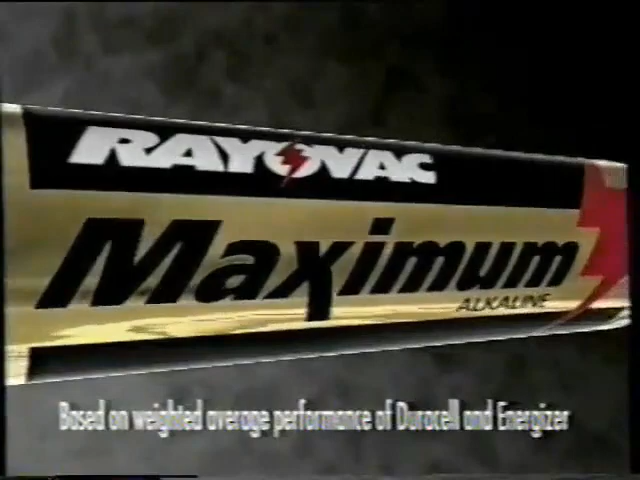 RAYOVAC
Maximum
ALKALINE
Based on weighted average performance of Duracell and Energizer